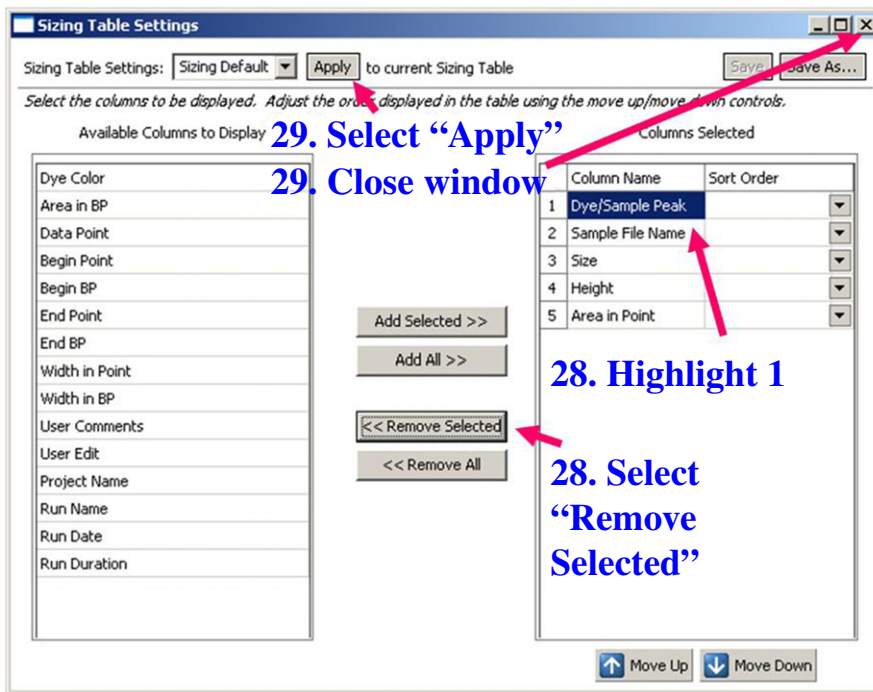 Sizing Table Settings
Sizing Table Settings: Sizing Default Apply to current Sizing Table Save Save As...
Select the columns to be displayed. Adjust the order displayed in the table using the move up/move down controls.
Available Columns to Display
29. Select “Apply”
29. Close window
Columns Selected
Dye Color
Area in BP
Data Point
Begin Point
Begin BP
End Point
End BP
Width in Point
Width in BP
User Comments
User Edit
Project Name
Run Name
Run Date
Run Duration
Add Selected >>
Add All >>
<< Remove Selected
<< Remove All
Column Name Sort Order
1 Dye/Sample Peak
2 Sample File Name
3 Size
4 Height
5 Area in Point
28. Highlight 1
28. Select
“Remove
Selected”
Move Up Move Down